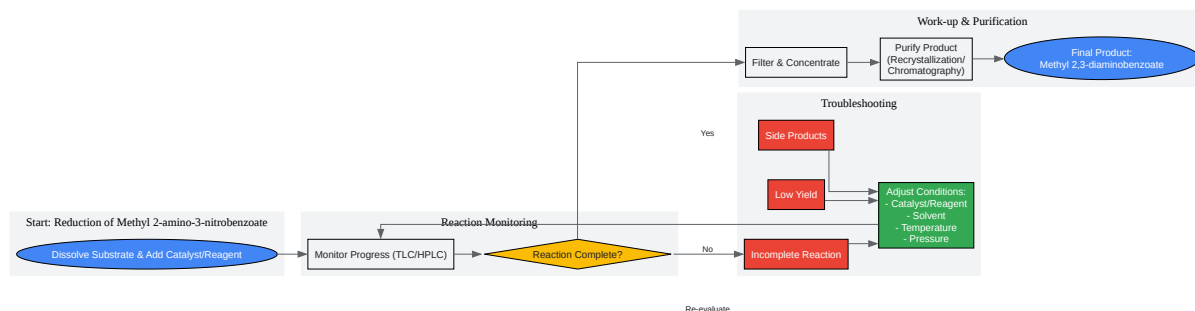 Work-up & Purification
Filter & Concentrate
Purify Product
(Recrystallization/
Chromatography)
Final Product:
Methyl 2,3-diaminobenzoate
Troubleshooting
Yes
Side Products
Low Yield
Adjust Conditions:
- Catalyst/Reagent
- Solvent
- Temperature
- Pressure
Start: Reduction of Methyl 2-amino-3-nitrobenzoate
Dissolve Substrate & Add Catalyst/Reagent
Reaction Monitoring
Monitor Progress (TLC/HPLC)
Reaction Complete?
No
Incomplete Reaction
Re-evaluate